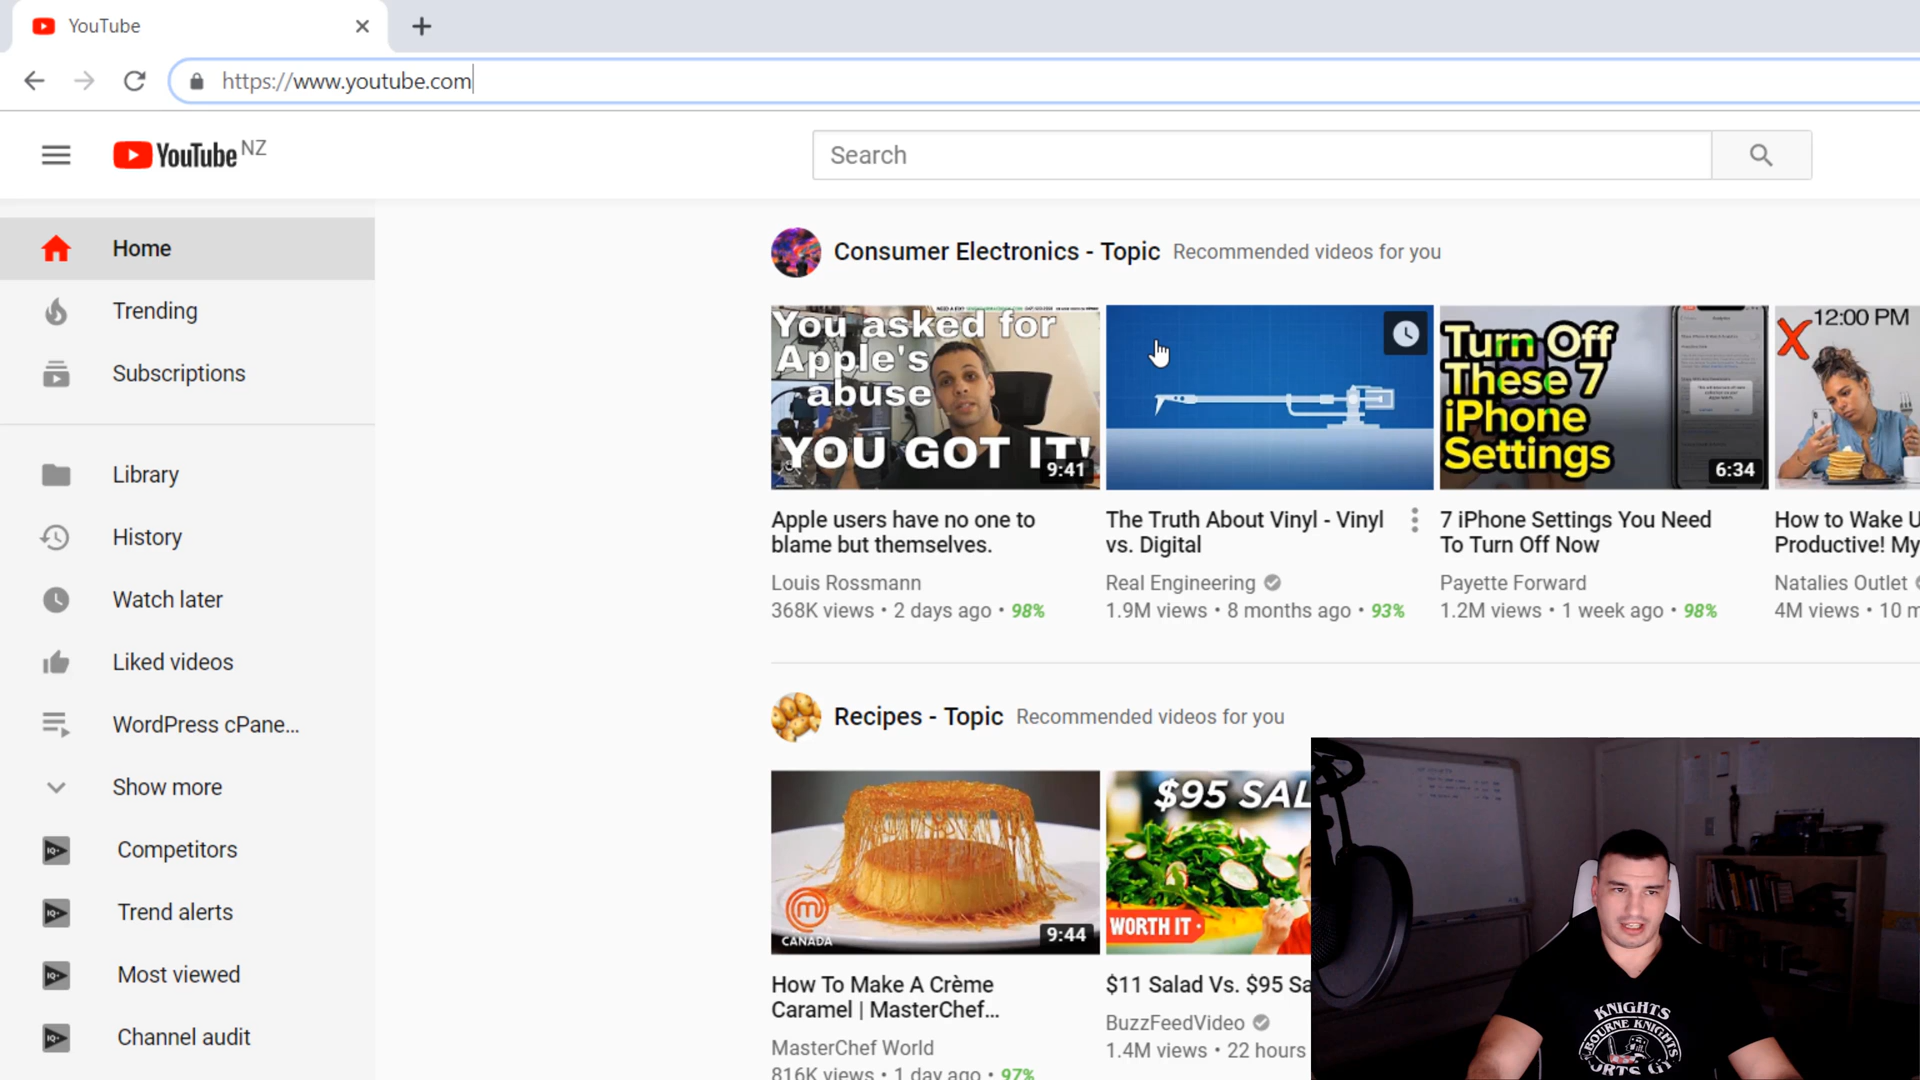 YouTube
https://www.youtube.com
YouTube NZ
Search
Home
Trending
Subscriptions
Library
History
Watch later
Liked videos
WordPress cPane...
Show more
Competitors
Trend alerts
Most viewed
Channel audit
Consumer Electronics - Topic Recommended videos for you
You asked for
Apple's
abuse
YOU GOT IT!
9:41
Turn Off
These 7
iPhone
Settings
6:34
12:00 PM
X
Apple users have no one to
blame but themselves.
Louis Rossmann
368K views • 2 days ago • 98%
The Truth About Vinyl - Vinyl
vs. Digital
Real Engineering
1.9M views • 8 months ago • 93%
7 iPhone Settings You Need
To Turn Off Now
Payette Forward
1.2M views • 1 week ago • 98%
How to Wake U
Productive! My
Natalies Outlet
4M views • 10 m
Recipes - Topic Recommended videos for you
CANADA
9:44
$95 SAL
WORTH IT
How To Make A Crème
Caramel | MasterChef...
MasterChef World
816K views • 1 day ago • 97%
$11 Salad Vs. $95 Sa
BuzzFeedVideo
1.4M views • 22 hours
IQ+
IQ+
IQ+
IQ+
KNIGHTS
BOURNE KNIGHTS
ORTS